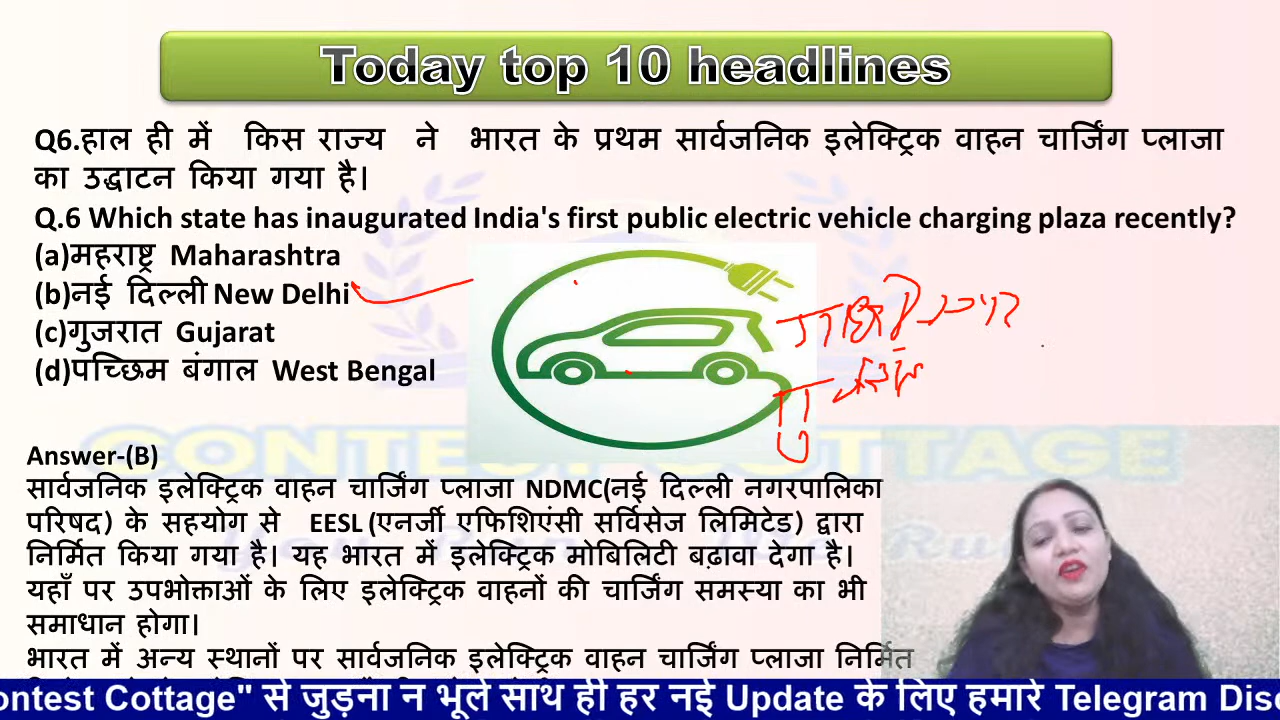 Today top 10 headlines
Q6.हाल ही में किस राज्य ने भारत के प्रथम सार्वजनिक इलेक्ट्रिक वाहन चार्जिंग प्लाजा
का उद्घाटन किया गया है।
Q.6 Which state has inaugurated India's first public electric vehicle charging plaza recently?
(a)महराष्ट्र Maharashtra
(b)नई दिल्ली New Delhi
(c)गुजरात Gujarat
(d)पच्छिम बंगाल West Bengal
Answer-(B)
सार्वजनिक इलेक्ट्रिक वाहन चार्जिंग प्लाजा NDMC(नई दिल्ली नगरपालिका
परिषद) के सहयोग से EESL (एनर्जी एफिशिएंसी सर्विसेज लिमिटेड) द्वारा
निर्मित किया गया है। यह भारत में इलेक्ट्रिक मोबिलिटी बढ़ावा देगा है।
यहाँ पर उपभोक्ताओं के लिए इलेक्ट्रिक वाहनों की चार्जिंग समस्या का भी
समाधान होगा।
भारत में अन्य स्थानों पर सार्वजनिक इलेक्ट्रिक वाहन चार्जिंग प्लाजा निर्मित
ontest Cottage" से जुड़ना न भूले साथ ही हर नई Update के लिए हमारे Telegram Disc